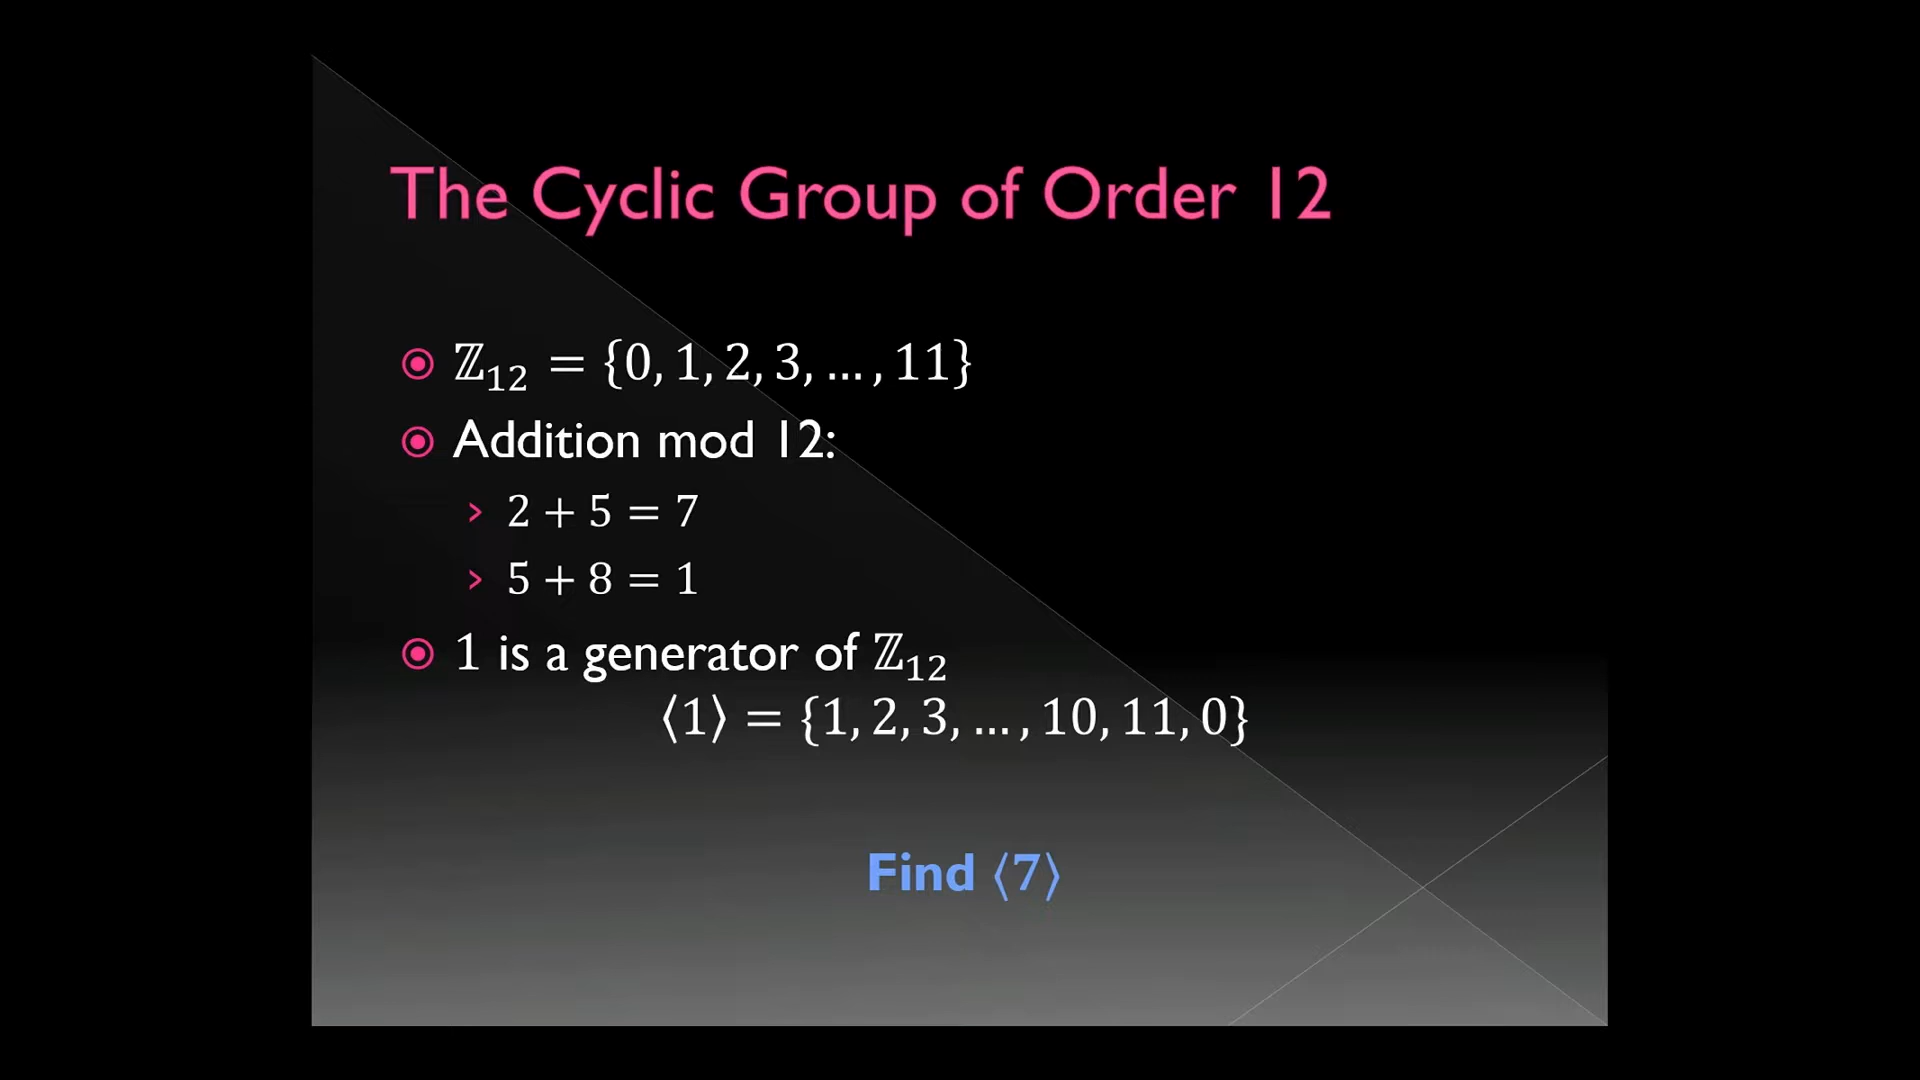 The Cyclic Group of Order 12
ℤ₁₂ = {0, 1, 2, 3, … , 11}
Addition mod 12:
2 + 5 = 7
5 + 8 = 1
1 is a generator of ℤ₁₂
⟨1⟩ = {1, 2, 3, … , 10, 11, 0}
Find ⟨7⟩